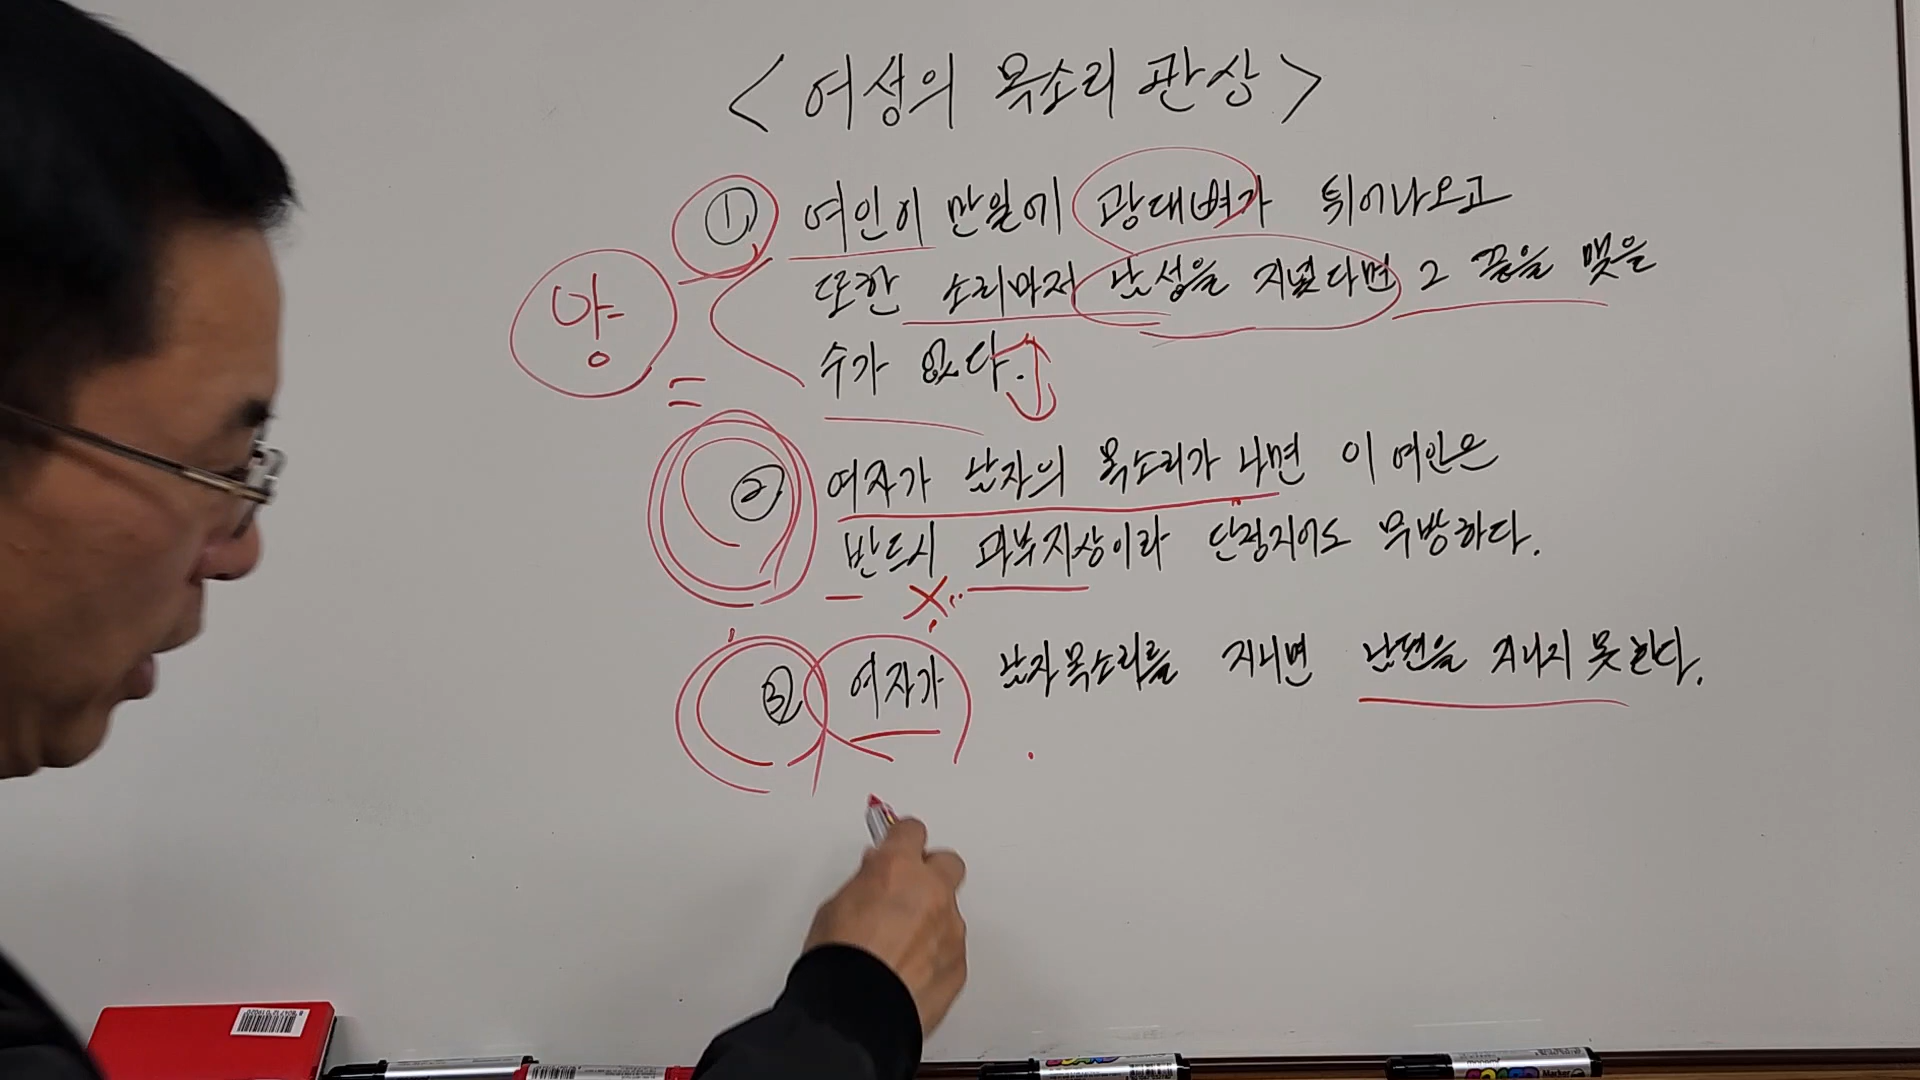 < 여성의 목소리 관상 >
① 여인이 만일에 광대뼈가 튀어나오고
또한 소리마저 남성을 지녔다면 그 끝을 맺을
수가 없다.
양
② 여자가 남자의 목소리가 나면 이 여인은
반드시 과부지상이라 단정지어도 무방하다.
③ 여자가 남자목소리를 지니면 남편을 지니지 못한다.